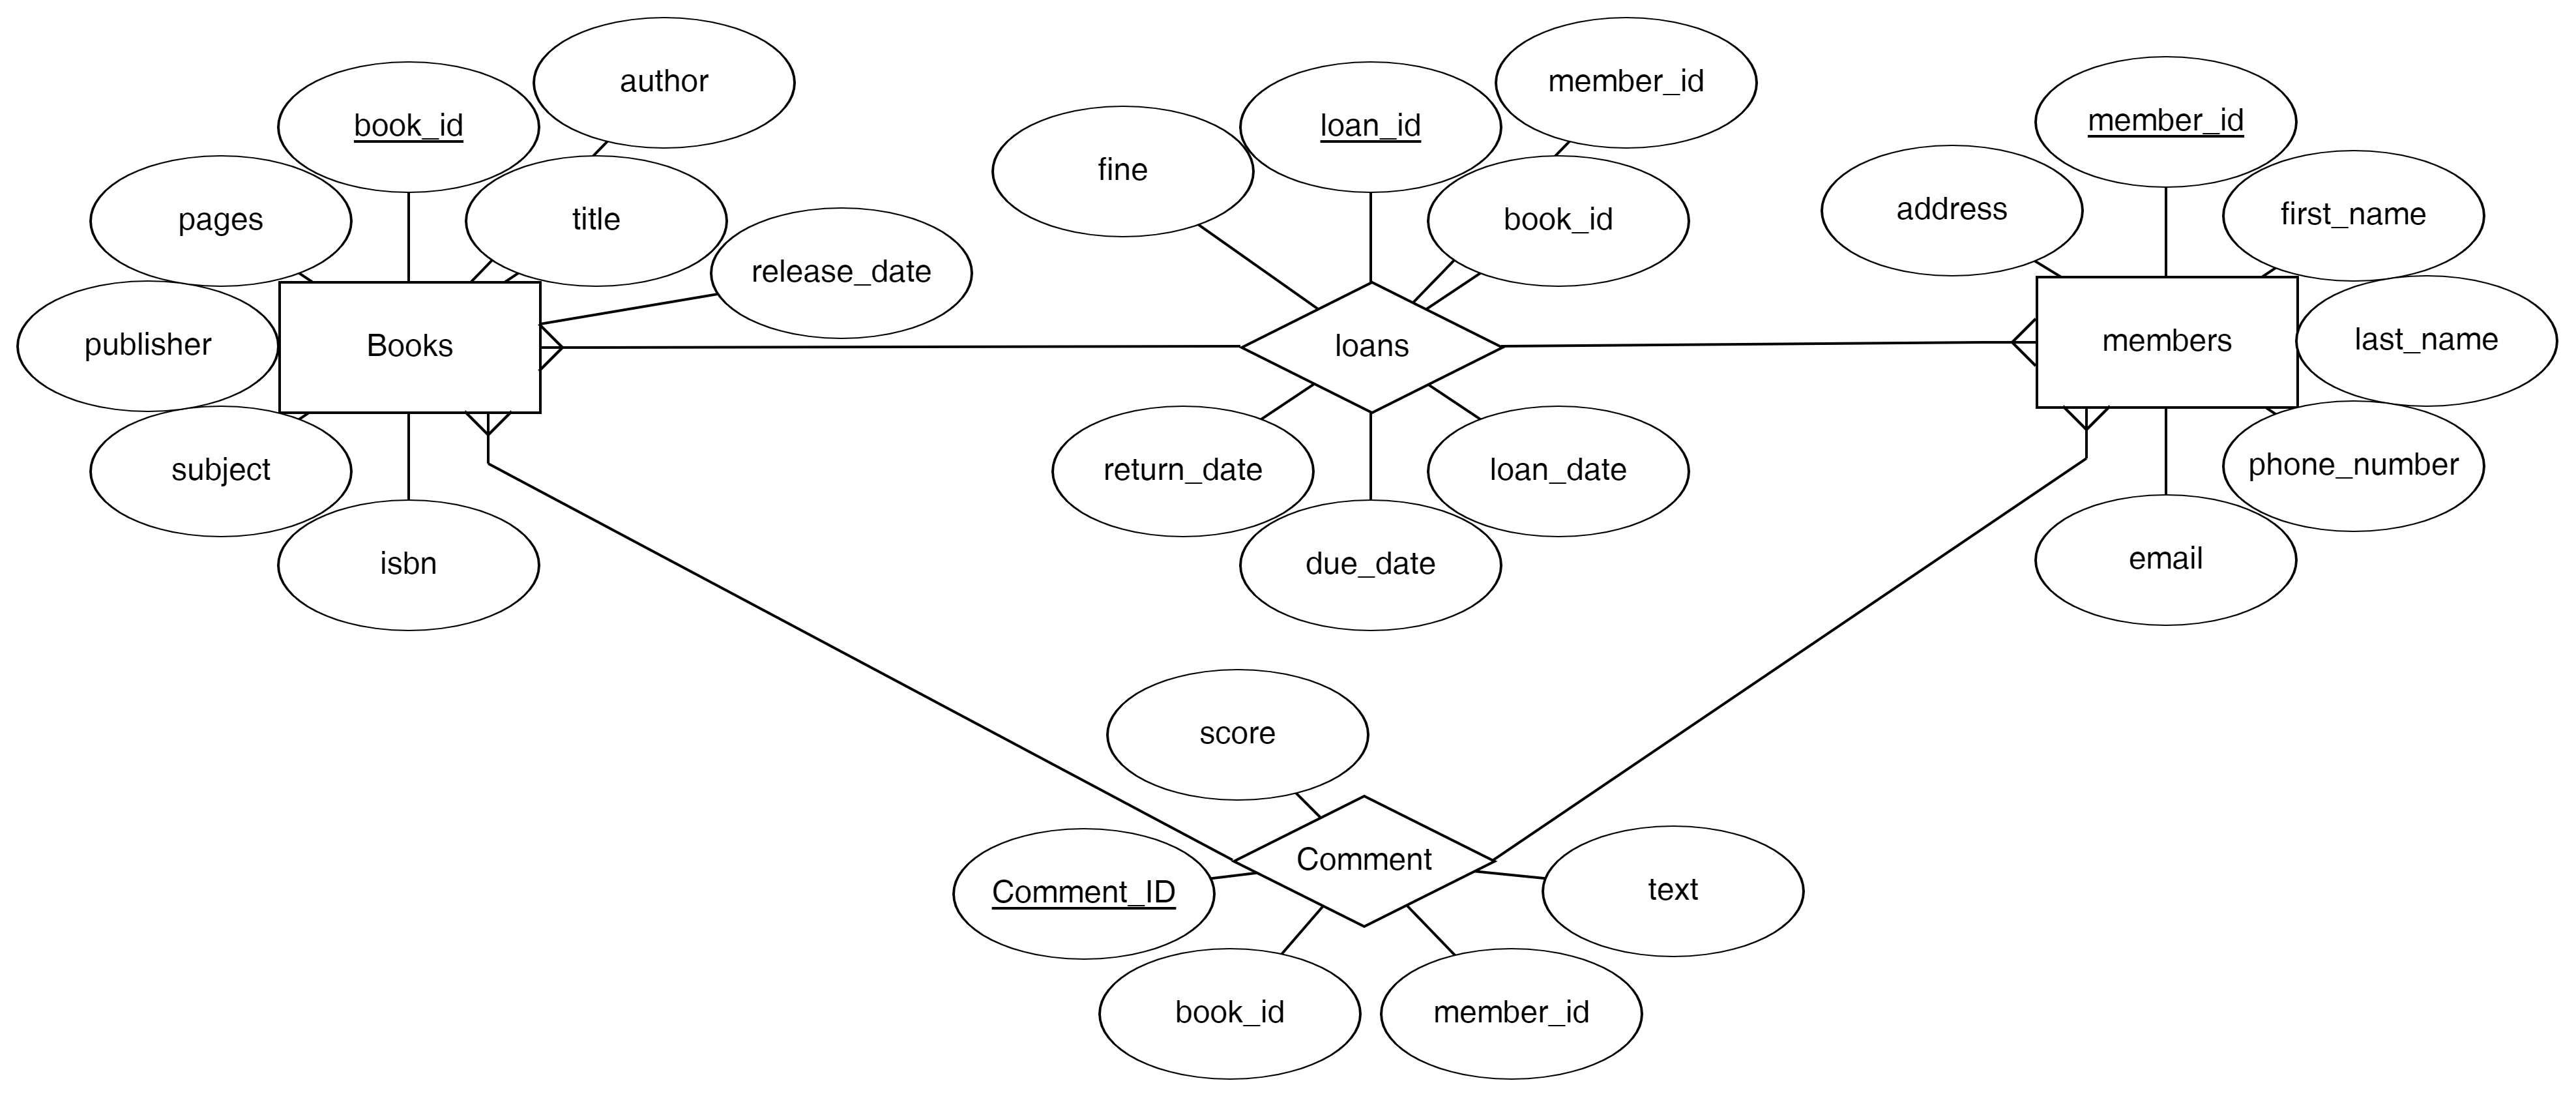 author
member_id
book_id
loan_id
member_id
fine
address
first_name
pages
title
book_id
release_date
publisher
Books
loans
members
last_name
subject
return_date
loan_date
phone_number
isbn
due_date
email
score
Comment
Comment_ID
text
book_id
member_id